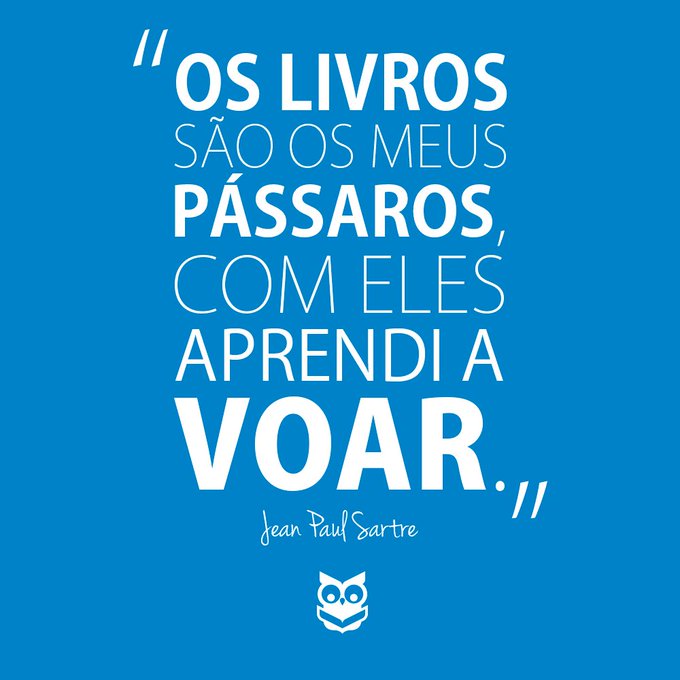 “OS LIVROS
SÃO OS MEUS
PÁSSAROS,
COM ELES
APRENDI A
VOAR.”
Jean Paul Sartre